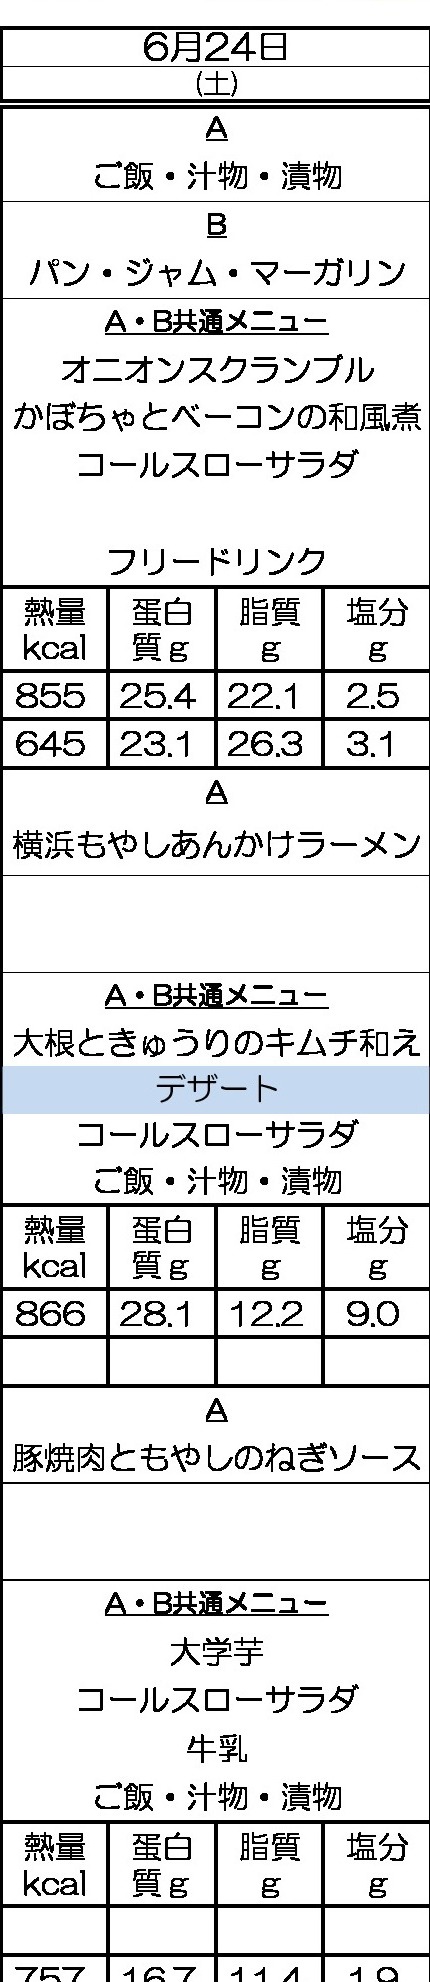 6月24日
(土)
A
ご飯・汁物・漬物
B
パン・ジャム・マーガリン
A・B共通メニュー
オニオンスクランブル
かぼちゃとベーコンの和風煮
コールスローサラダ
フリードリンク
熱量 蛋白 脂質 塩分
kcal 質g g g
855 25.4 22.1 2.5
645 23.1 26.3 3.1
A
横浜もやしあんかけラーメン
A・B共通メニュー
大根ときゅうりのキムチ和え
デザート
コールスローサラダ
ご飯・汁物・漬物
熱量 蛋白 脂質 塩分
kcal 質g g g
866 28.1 12.2 9.0
A
豚焼肉ともやしのねぎソース
A・B共通メニュー
大学芋
コールスローサラダ
牛乳
ご飯・汁物・漬物
熱量 蛋白 脂質 塩分
kcal 質g g g
757 16.7 11.4 1.9